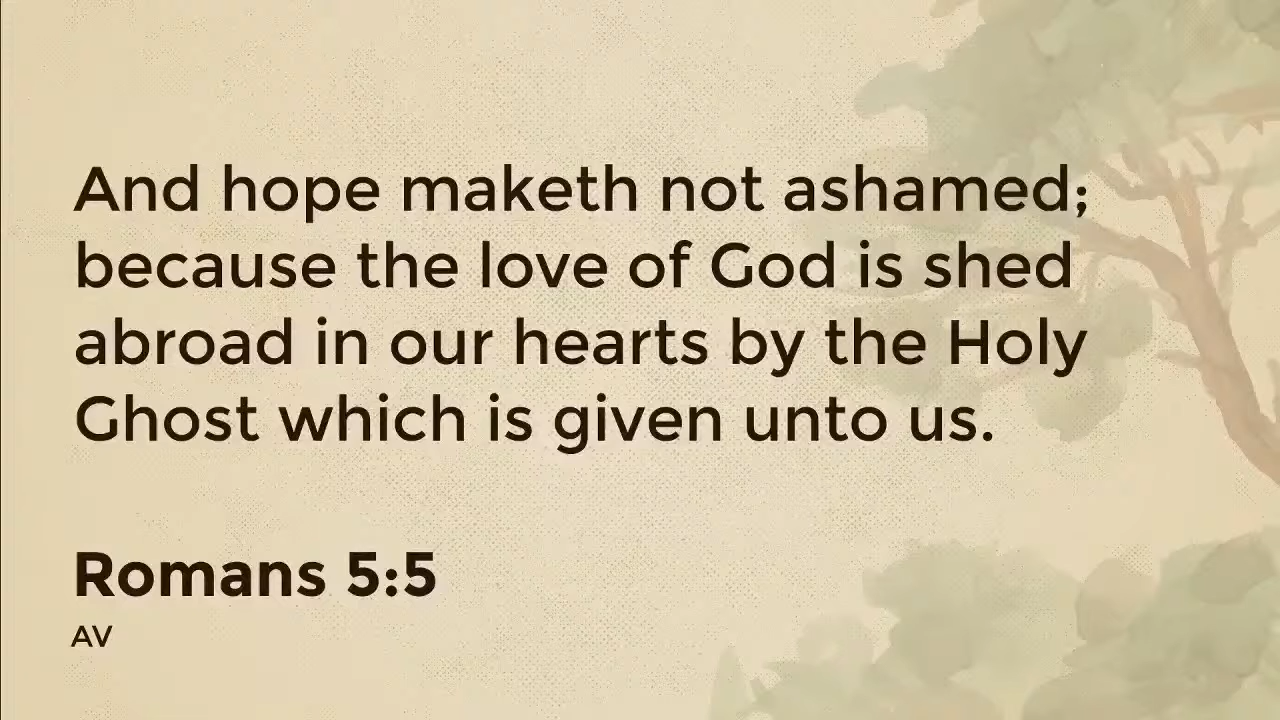 And hope maketh not ashamed;
because the love of God is shed
abroad in our hearts by the Holy
Ghost which is given unto us.
Romans 5:5
AV